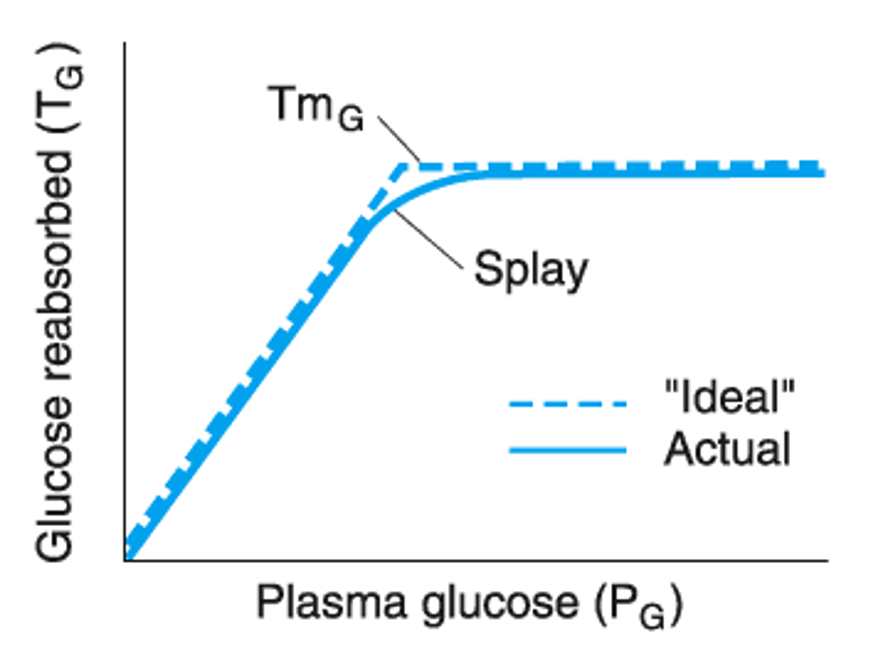 Glucose reabsorbed (TG)
TmG
Splay
"Ideal"
Actual
Plasma glucose (PG)